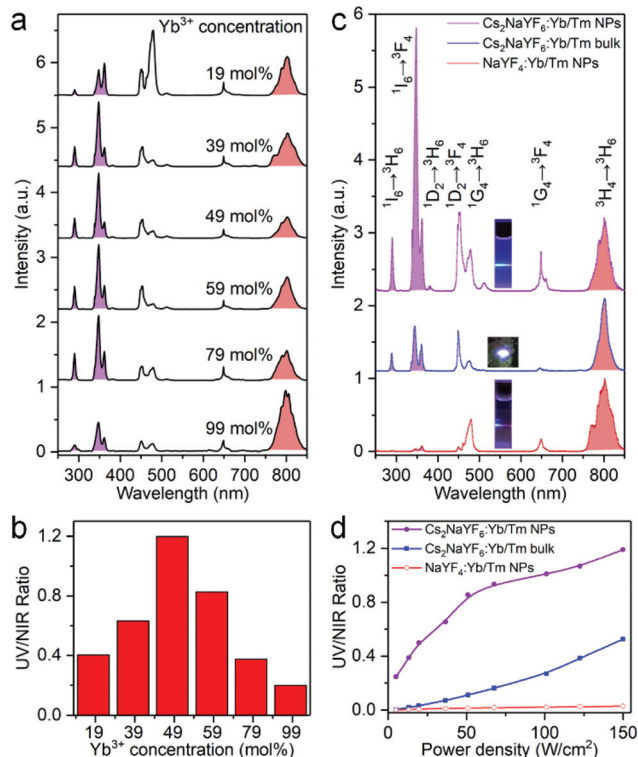 a
Yb³⁺ concentration
19 mol%
39 mol%
49 mol%
59 mol%
79 mol%
99 mol%
Intensity (a.u.)
0
1
2
3
4
5
6
300 400 500 600 700 800
Wavelength (nm)
c
Cs₂NaYF₆:Yb/Tm NPs
Cs₂NaYF₆:Yb/Tm bulk
NaYF₄:Yb/Tm NPs
¹I₆→³H₆
¹I₆→³F₄
¹D₂→³H₆
¹D₂→³F₄
¹G₄→³H₆
¹G₄→³F₄
³H₄→³H₆
Intensity (a.u.)
0
1
2
3
4
5
6
300 400 500 600 700 800
Wavelength (nm)
b
UV/NIR Ratio
0.0
0.4
0.8
1.2
19 39 49 59 79 99
Yb³⁺ concentration (mol%)
d
Cs₂NaYF₆:Yb/Tm NPs
Cs₂NaYF₆:Yb/Tm bulk
NaYF₄:Yb/Tm NPs
UV/NIR Ratio
0.0
0.4
0.8
1.2
0 50 100 150
Power density (W/cm²)